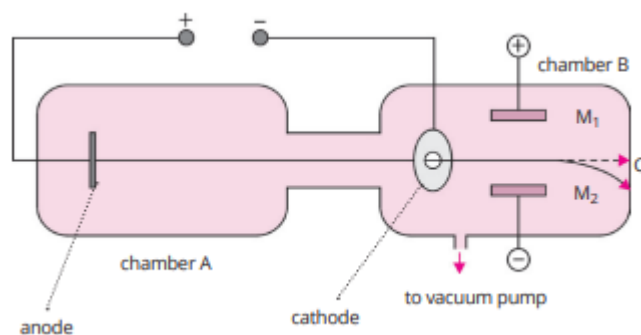 + −
+
chamber B
M1
O
M2
−
chamber A
to vacuum pump
anode
cathode